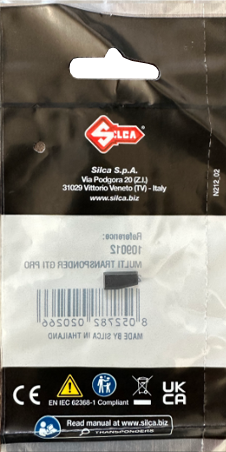 SILCA
Silca S.p.A.
Via Podgora 20 (Z.I.)
31029 Vittorio Veneto (TV) - Italy
www.silca.biz
N212_02
Reference:
109012
MULTI TRANSPONDER GTI PRO
8 052782 020266
MADE BY SILCA IN THAILAND
CE
UK
CA
EN IEC 62368-1 Compliant
Read manual at www.silca.biz
TRANSPONDERS